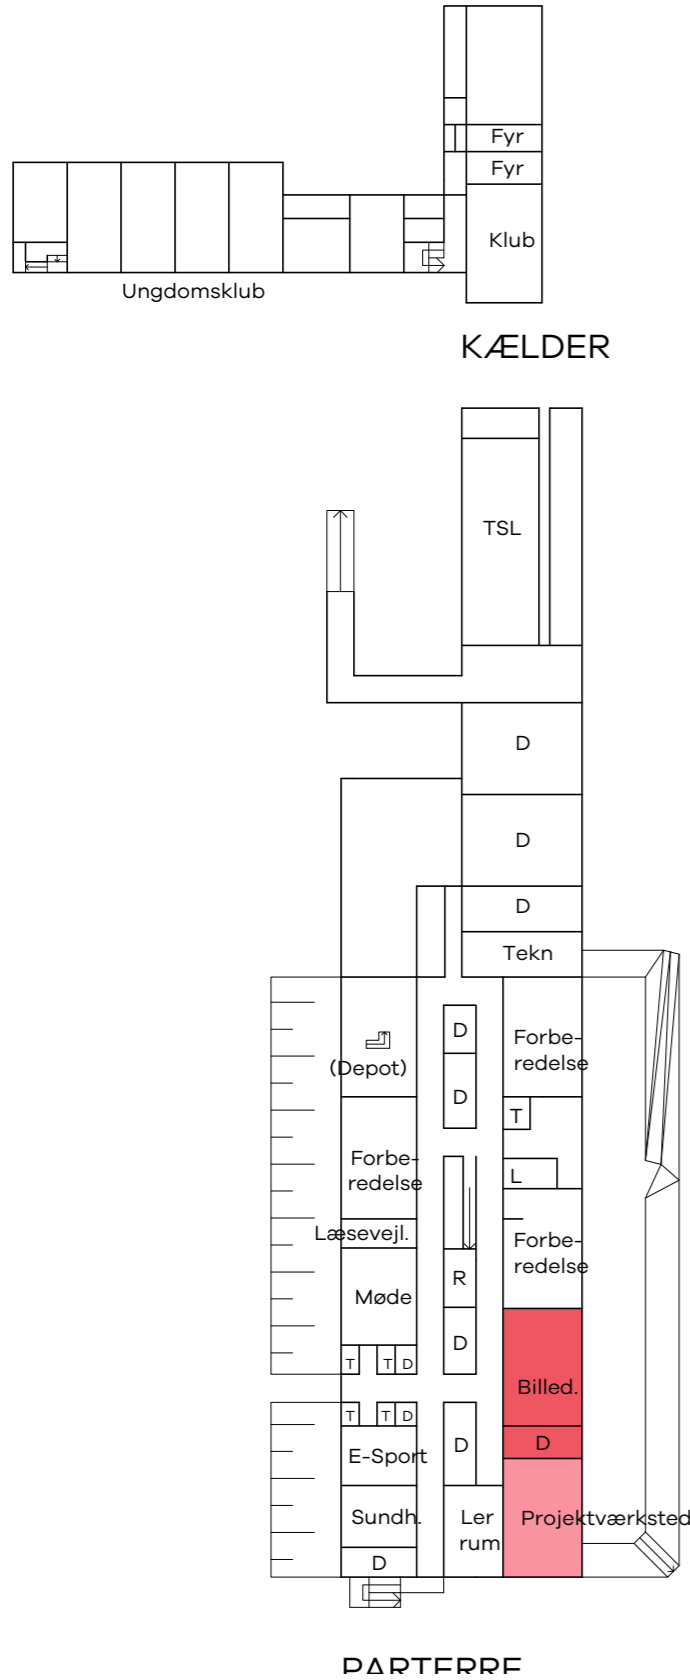 Fyr
Fyr
Klub
Ungdomsklub
KÆLDER
TSL
D
D
D
Tekn
D
Forbe-
redelse
(Depot)
D
T
Forbe-
redelse
L
Læsevejl.
Forbe-
redelse
R
Møde
D
T T D
Billed.
T T D
D
D
E-Sport
Sundh.
Ler
rum
Projektværksted
D
PARTERRE